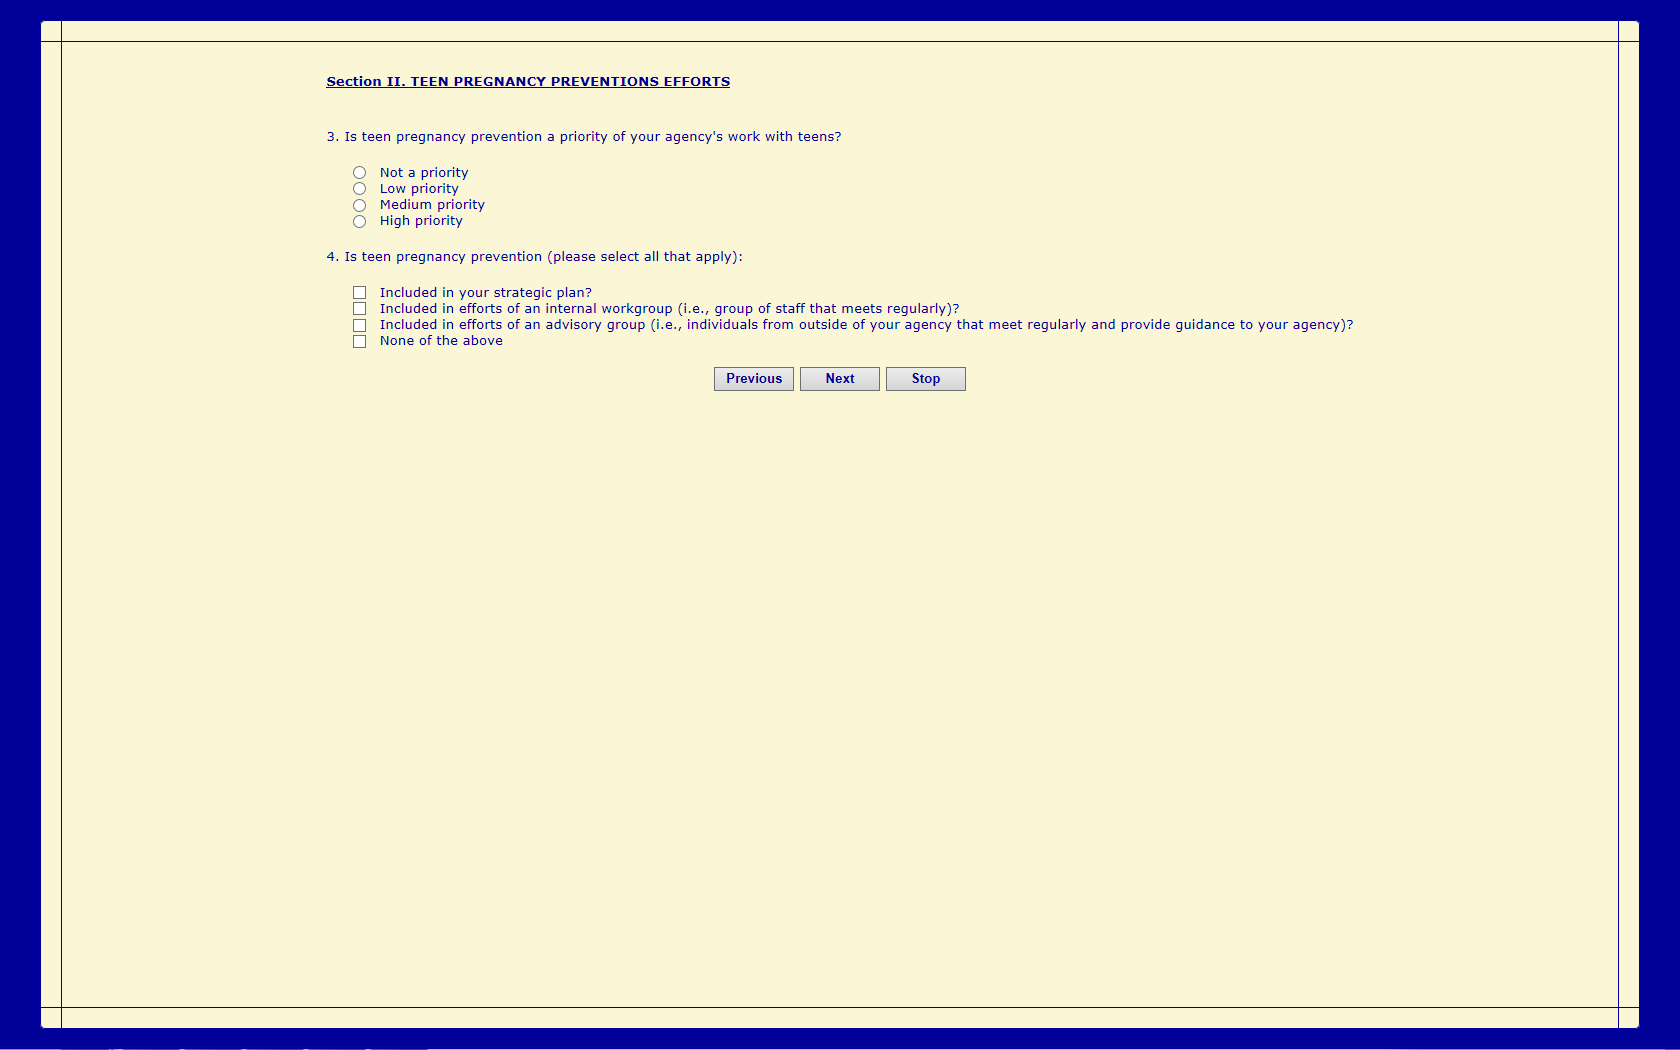 Section II. TEEN PREGNANCY PREVENTIONS EFFORTS
3. Is teen pregnancy prevention a priority of your agency's work with teens?
Not a priority
Low priority
Medium priority
High priority
4. Is teen pregnancy prevention (please select all that apply):
Included in your strategic plan?
Included in efforts of an internal workgroup (i.e., group of staff that meets regularly)?
Included in efforts of an advisory group (i.e., individuals from outside of your agency that meet regularly and provide guidance to your agency)?
None of the above
Previous Next Stop